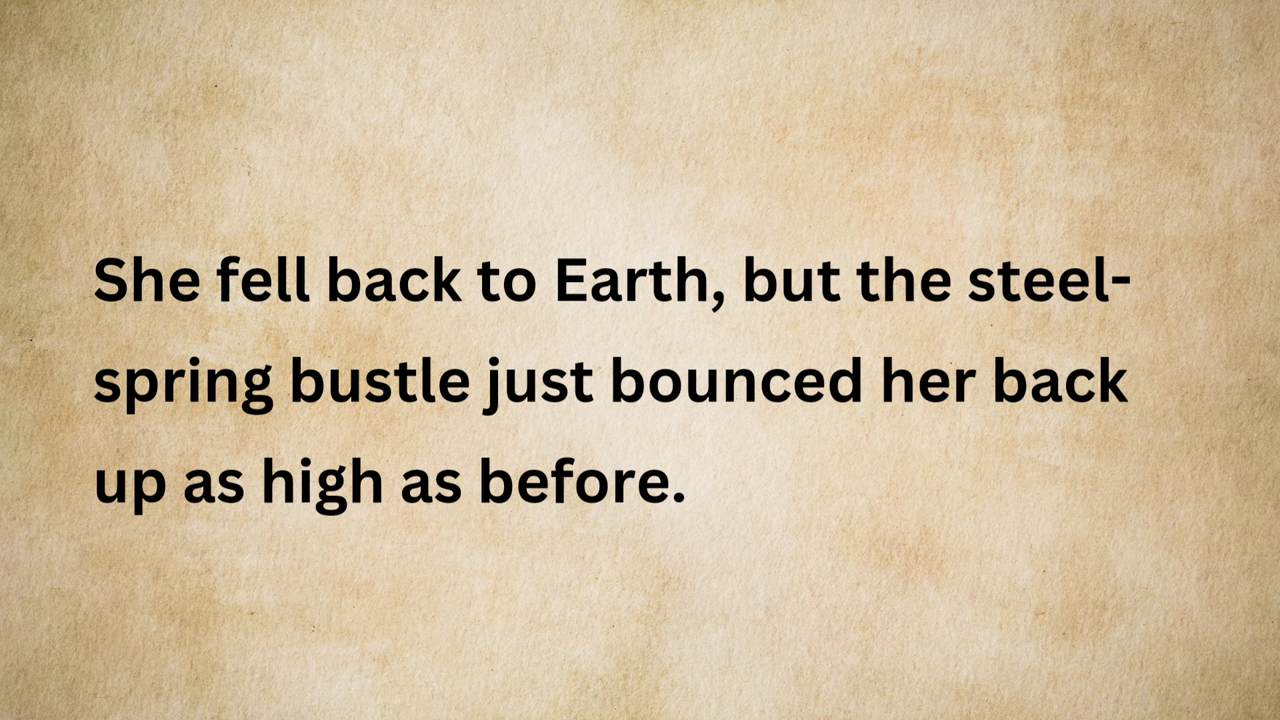 She fell back to Earth, but the steel-
spring bustle just bounced her back
up as high as before.